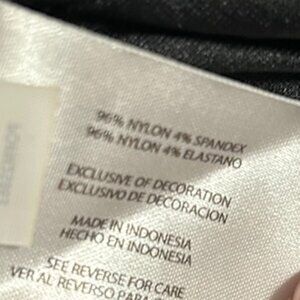 96% NYLON 4% SPANDEX
96% NYLON 4% ELASTANO
EXCLUSIVE OF DECORATION
EXCLUSIVO DE DECORACION
MADE IN INDONESIA
HECHO EN INDONESIA
SEE REVERSE FOR CARE
VER AL REVERSO PARA